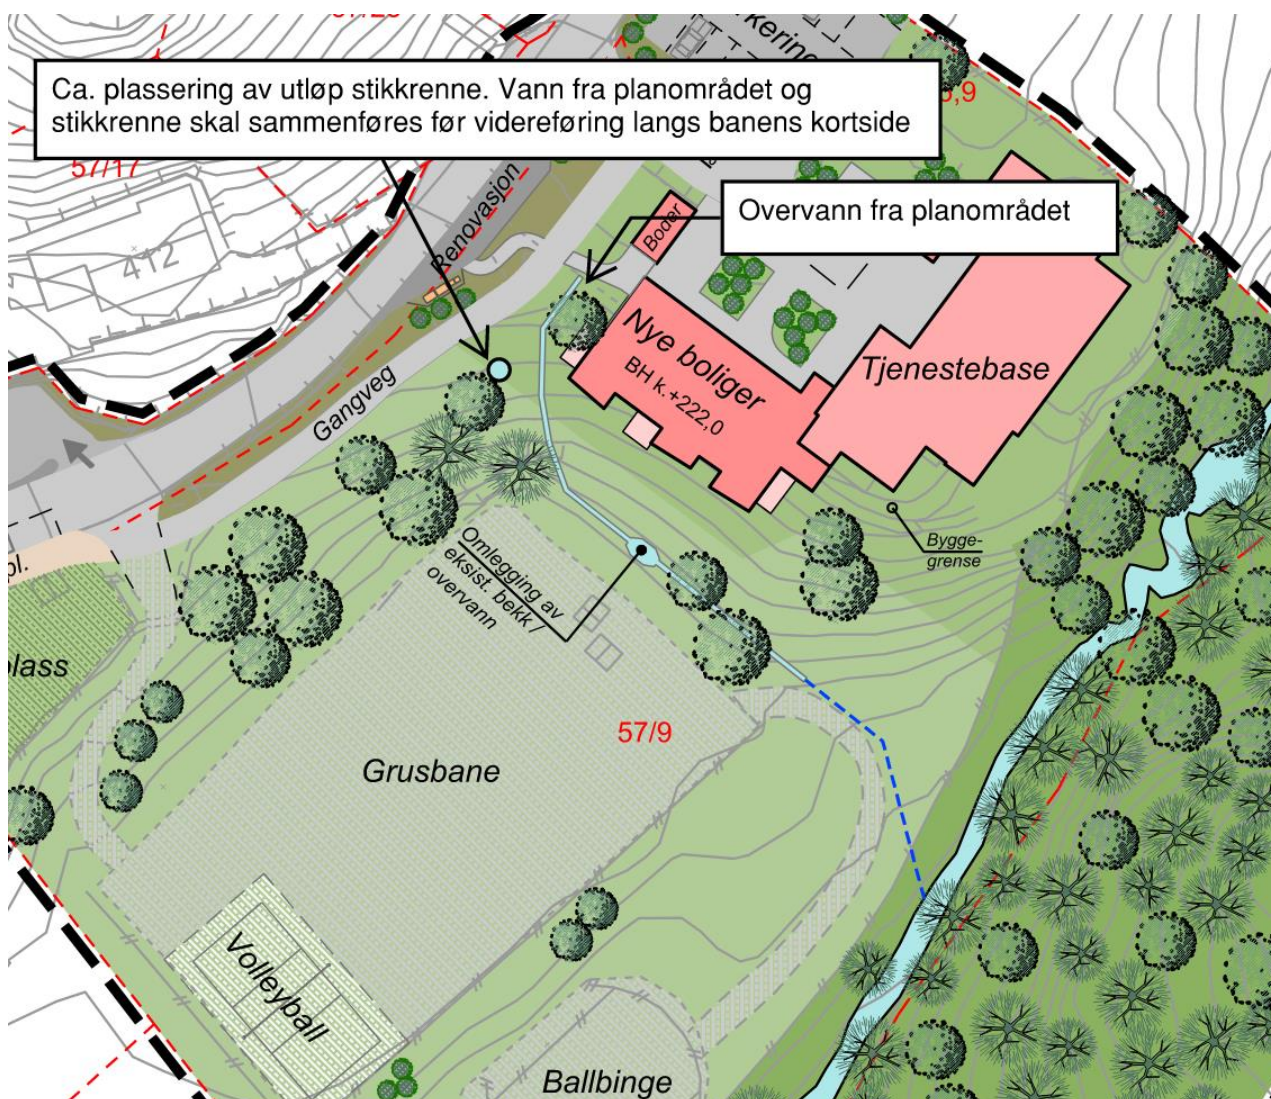 Ca. plassering av utløp stikkrenne. Vann fra planområdet og
stikkrenne skal sammenføres før videreføring langs banens kortside
57/17
412
Renovasjon
Boder
Overvann fra planområdet
Nye boliger
BH k.+222,0
Tjenestebase
Gangveg
Omlegging av
eksist. bekk /
overvann
Bygge-
grense
57/9
Grusbane
Volleyball
Ballbinge